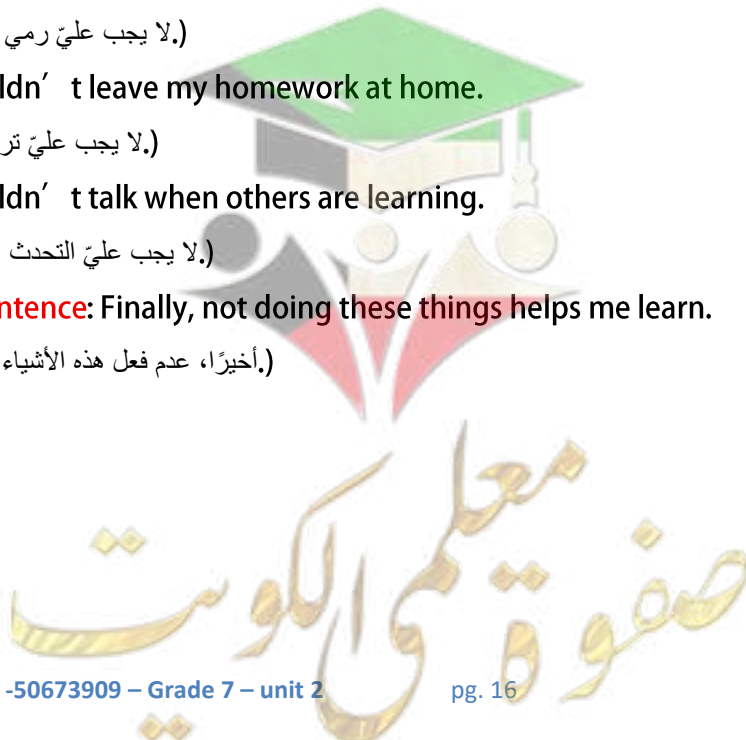 لا يجب عليّ رمي.)
ldn′ t leave my homework at home.
لا يجب عليّ تر.)
ldn′ t talk when others are learning.
لا يجب عليّ التحدث.)
ntence: Finally, not doing these things helps me learn.
أخيرًا، عدم فعل هذه الأشياء.)
صفوة معلمى الكويت
-50673909 – Grade 7 – unit 2 pg. 16